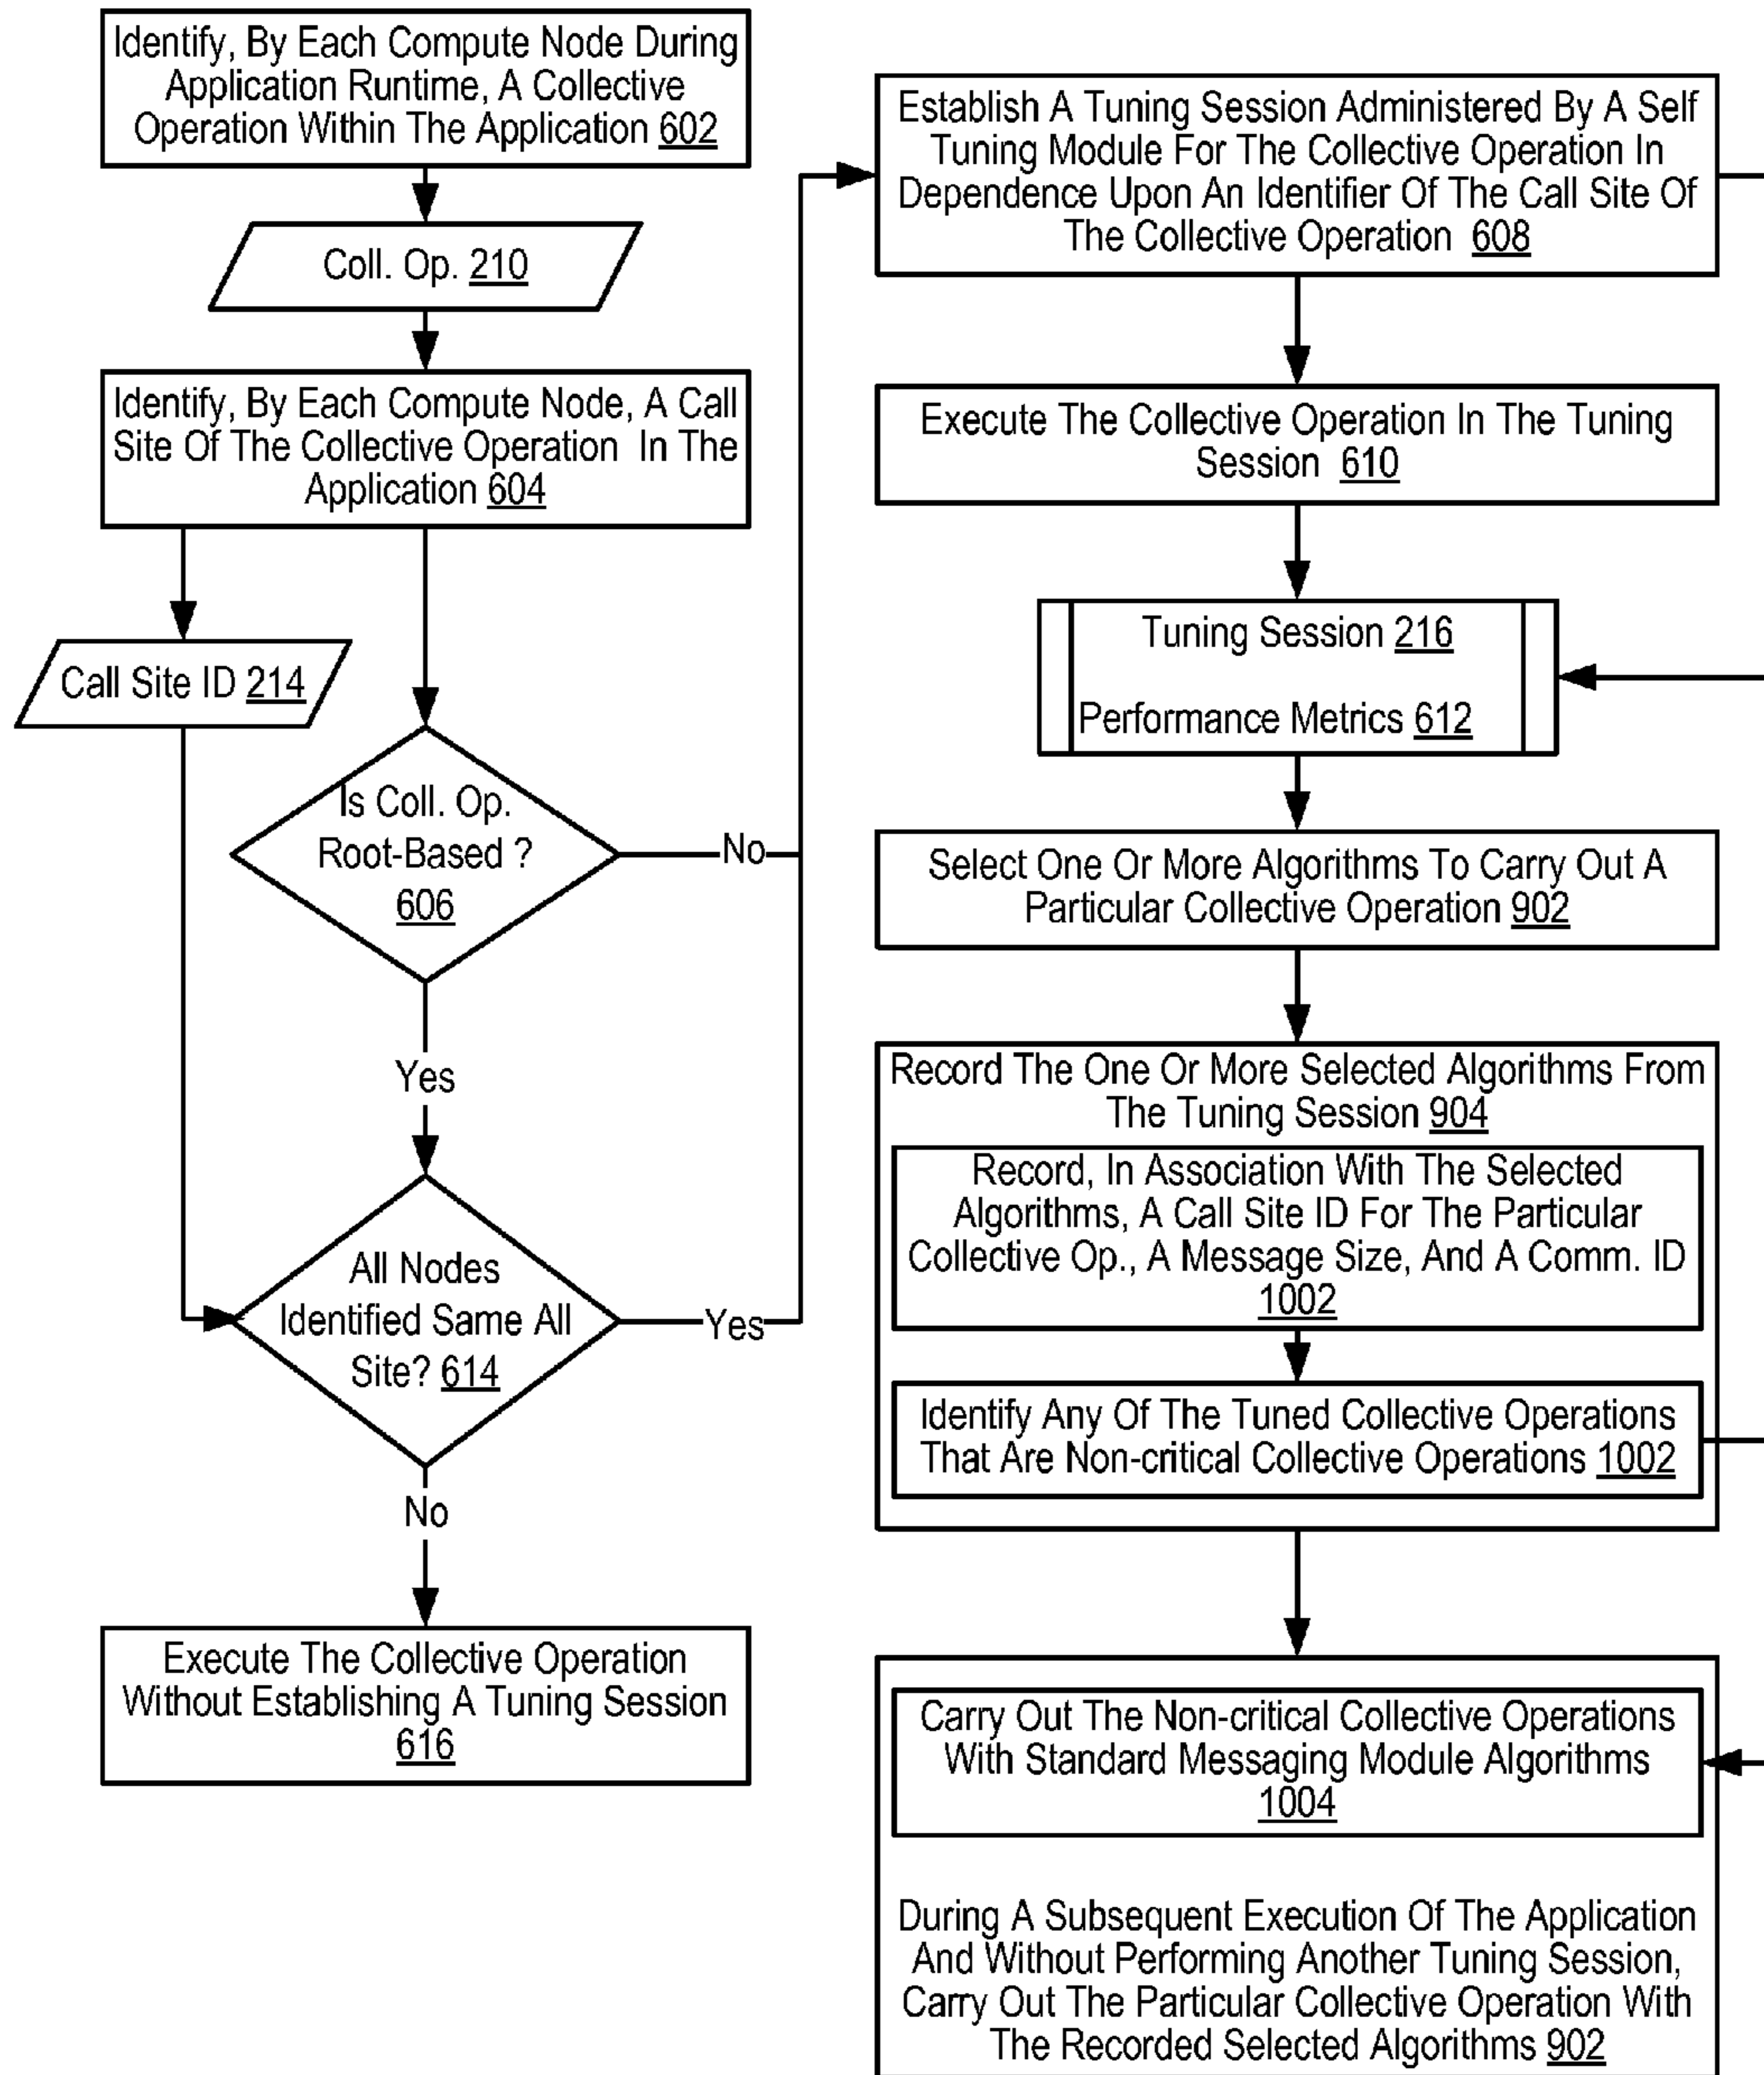 Identify, By Each Compute Node During
Application Runtime, A Collective
Operation Within The Application 602
Coll. Op. 210
Identify, By Each Compute Node, A Call
Site Of The Collective Operation In The
Application 604
Call Site ID 214
Is Coll. Op.
Root-Based ?
606
No
Yes
All Nodes
Identified Same All
Site? 614
Yes
No
Execute The Collective Operation
Without Establishing A Tuning Session
616
Establish A Tuning Session Administered By A Self
Tuning Module For The Collective Operation In
Dependence Upon An Identifier Of The Call Site Of
The Collective Operation 608
Execute The Collective Operation In The Tuning
Session 610
Tuning Session 216
Performance Metrics 612
Select One Or More Algorithms To Carry Out A
Particular Collective Operation 902
Record The One Or More Selected Algorithms From
The Tuning Session 904
Record, In Association With The Selected
Algorithms, A Call Site ID For The Particular
Collective Op., A Message Size, And A Comm. ID
1002
Identify Any Of The Tuned Collective Operations
That Are Non-critical Collective Operations 1002
Carry Out The Non-critical Collective Operations
With Standard Messaging Module Algorithms
1004
During A Subsequent Execution Of The Application
And Without Performing Another Tuning Session,
Carry Out The Particular Collective Operation With
The Recorded Selected Algorithms 902